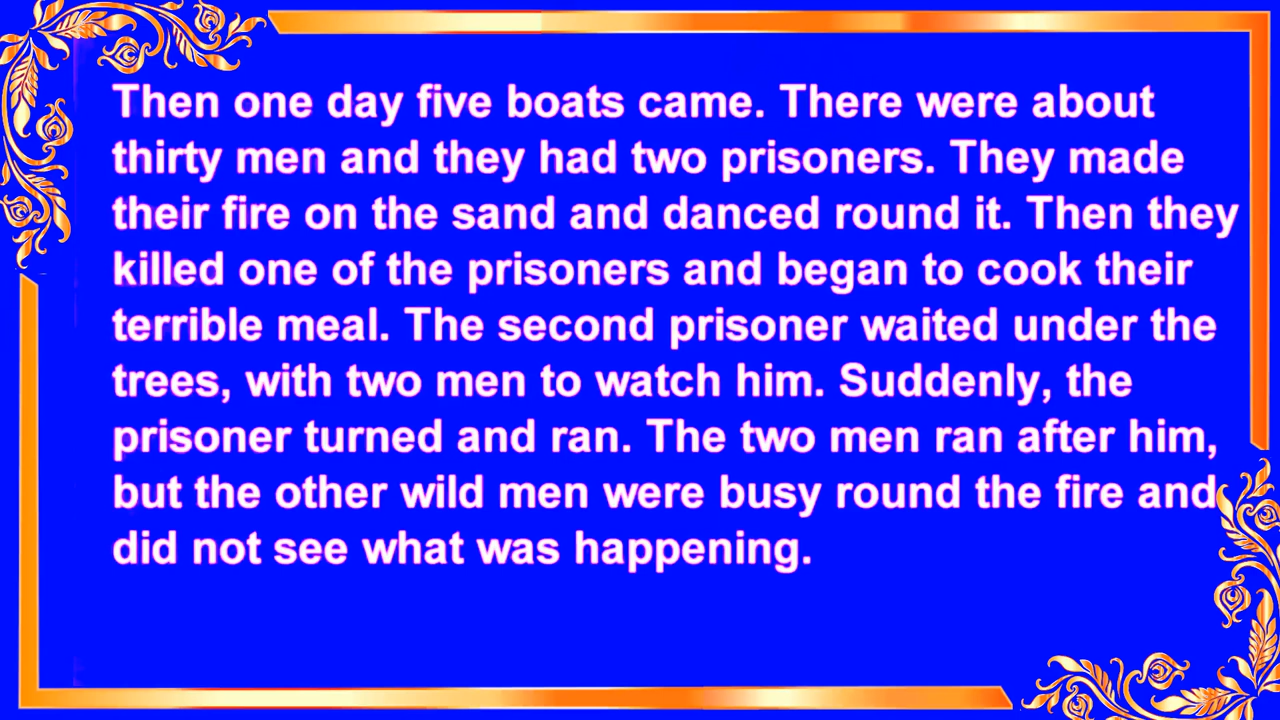 Then one day five boats came. There were about
thirty men and they had two prisoners. They made
their fire on the sand and danced round it. Then they
killed one of the prisoners and began to cook their
terrible meal. The second prisoner waited under the
trees, with two men to watch him. Suddenly, the
prisoner turned and ran. The two men ran after him,
but the other wild men were busy round the fire and
did not see what was happening.